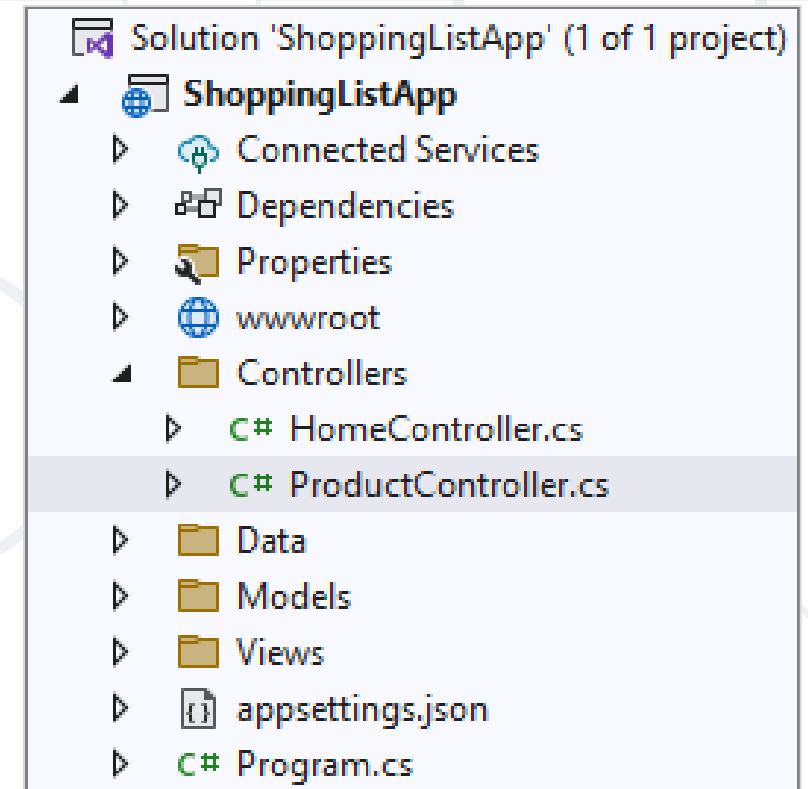 Solution 'ShoppingListApp' (1 of 1 project)
ShoppingListApp
Connected Services
Dependencies
Properties
wwwroot
Controllers
C# HomeController.cs
C# ProductController.cs
Data
Models
Views
appsettings.json
C# Program.cs